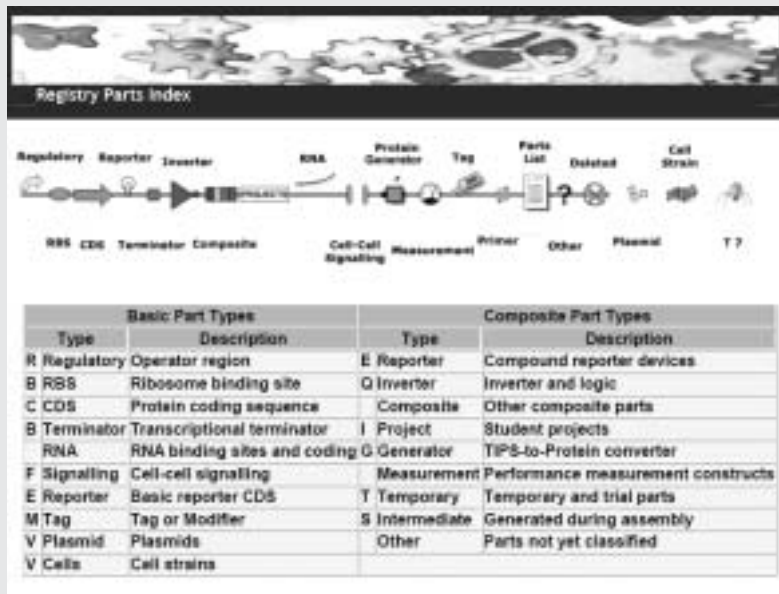 Registry Parts Index
Regulatory Reporter Inverter RNA Protein Generator Tag Parts List Deleted Cell Strain
RBS CDS Terminator Composite Cell-Cell Signalling Measurement Primer Other Plasmid T 7
Basic Part Types Composite Part Types
Type Description Type Description
R Regulatory Operator region E Reporter Compound reporter devices
B RBS Ribosome binding site Q Inverter Inverter and logic
C CDS Protein coding sequence Composite Other composite parts
B Terminator Transcriptional terminator I Project Student projects
RNA RNA binding sites and coding G Generator TIPS-to-Protein converter
F Signalling Cell-cell signalling Measurement Performance measurement constructs
E Reporter Basic reporter CDS T Temporary Temporary and trial parts
M Tag Tag or Modifier S Intermediate Generated during assembly
V Plasmid Plasmids Other Parts not yet classified
V Cells Cell strains